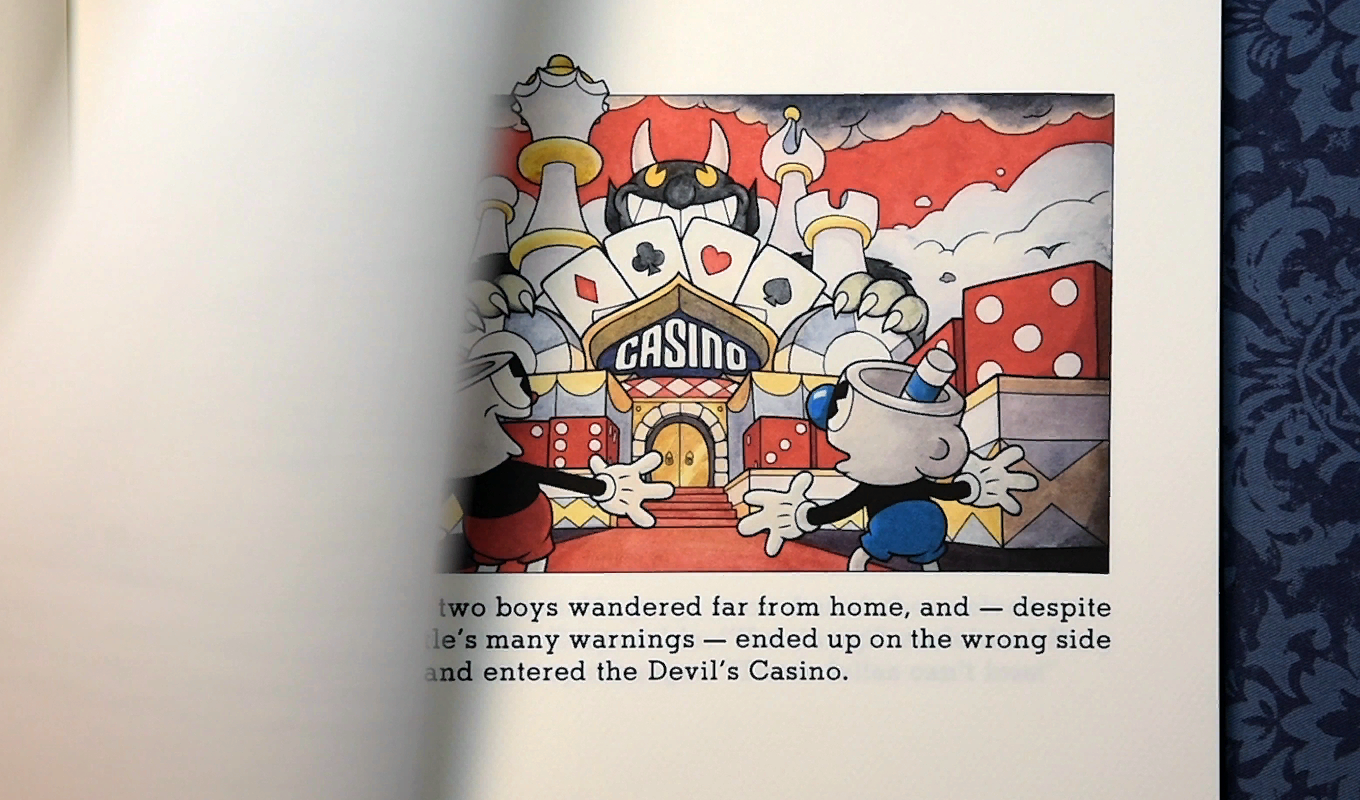 CASINO
two boys wandered far from home, and — despite
le's many warnings — ended up on the wrong side
and entered the Devil's Casino.